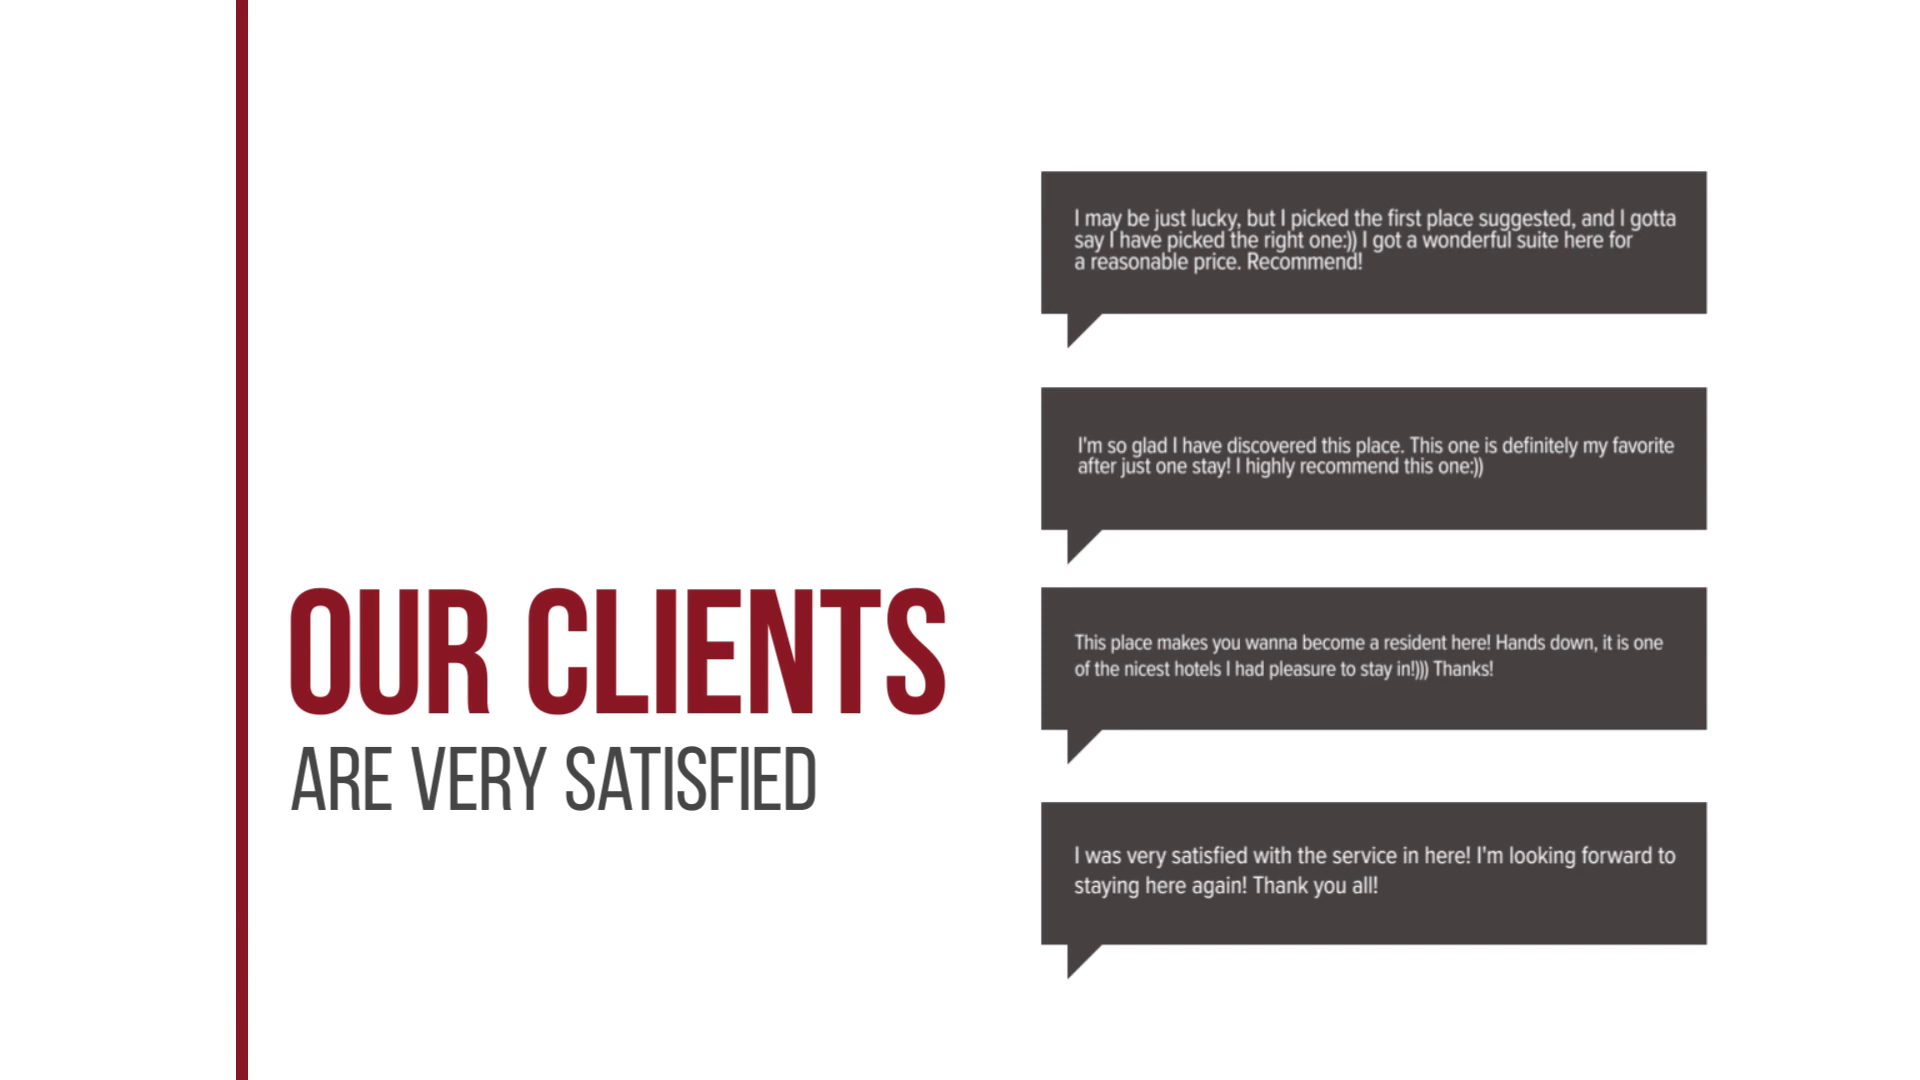 OUR CLIENTS
ARE VERY SATISFIED
I may be just lucky, but I picked the first place suggested, and I gotta
say I have picked the right one:)) I got a wonderful suite here for
a reasonable price. Recommend!
I'm so glad I have discovered this place. This one is definitely my favorite
after just one stay! I highly recommend this one:))
This place makes you wanna become a resident here! Hands down, it is one
of the nicest hotels I had pleasure to stay in!))) Thanks!
I was very satisfied with the service in here! I'm looking forward to
staying here again! Thank you all!